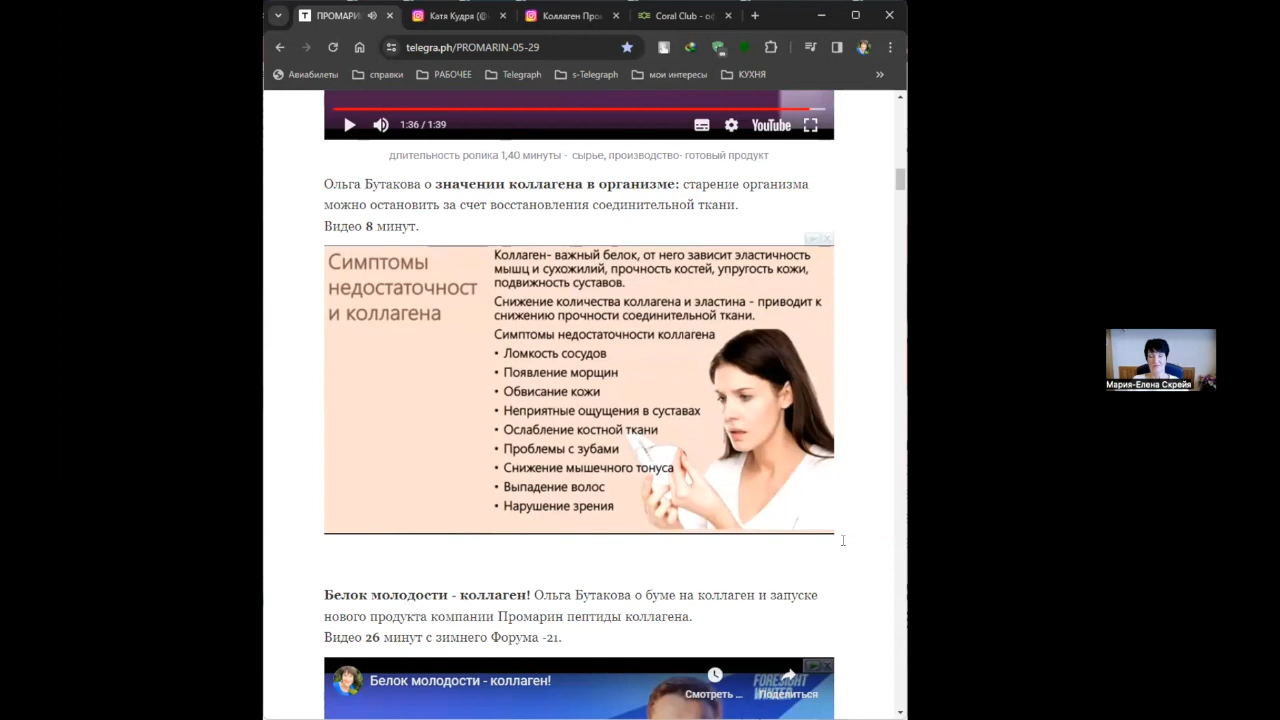 ПРОМАРИ
Катя Кудря (@
Коллаген Про
Coral Club - о
telegra.ph/PROMARIN-05-29
Авиабилеты
справки
РАБОЧЕЕ
Telegraph
s-Telegraph
мои интересы
КУХНЯ
1:36 / 1:39
YouTube
длительность ролика 1,40 минуты - сырье, производство- готовый продукт
Ольга Бутакова о значении коллагена в организме: старение организма
можно остановить за счет восстановления соединительной ткани.
Видео 8 минут.
Симптомы
недостаточност
и коллагена
Коллаген- важный белок, от него зависит эластичность
мышц и сухожилий, прочность костей, упругость кожи,
подвижность суставов.
Снижение количества коллагена и эластина - приводит к
снижению прочности соединительной ткани.
Симптомы недостаточности коллагена
• Ломкость сосудов
• Появление морщин
• Обвисание кожи
• Неприятные ощущения в суставах
• Ослабление костной ткани
• Проблемы с зубами
• Снижение мышечного тонуса
• Выпадение волос
• Нарушение зрения
Мария-Елена Скрейя
Белок молодости - коллаген! Ольга Бутакова о буме на коллаген и запуске
нового продукта компании Промарин пептиды коллагена.
Видео 26 минут с зимнего Форума -21.
Белок молодости - коллаген!
Смотреть ...
Поделиться
FORESIGHT
WINTER